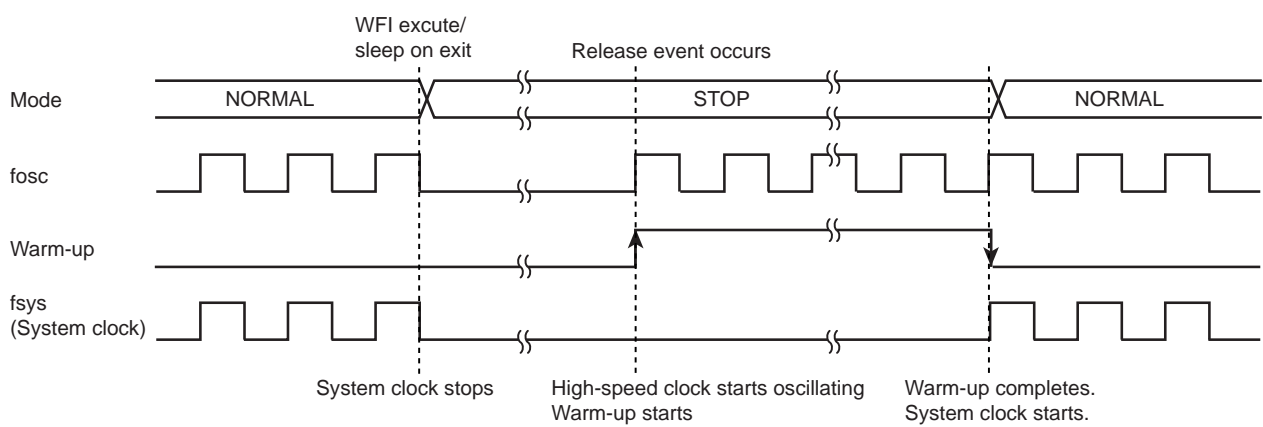 WFI excute/
sleep on exit
Release event occurs
Mode
NORMAL
STOP
NORMAL
fosc
Warm-up
fsys
(System clock)
System clock stops
High-speed clock starts oscillating
Warm-up starts
Warm-up completes.
System clock starts.